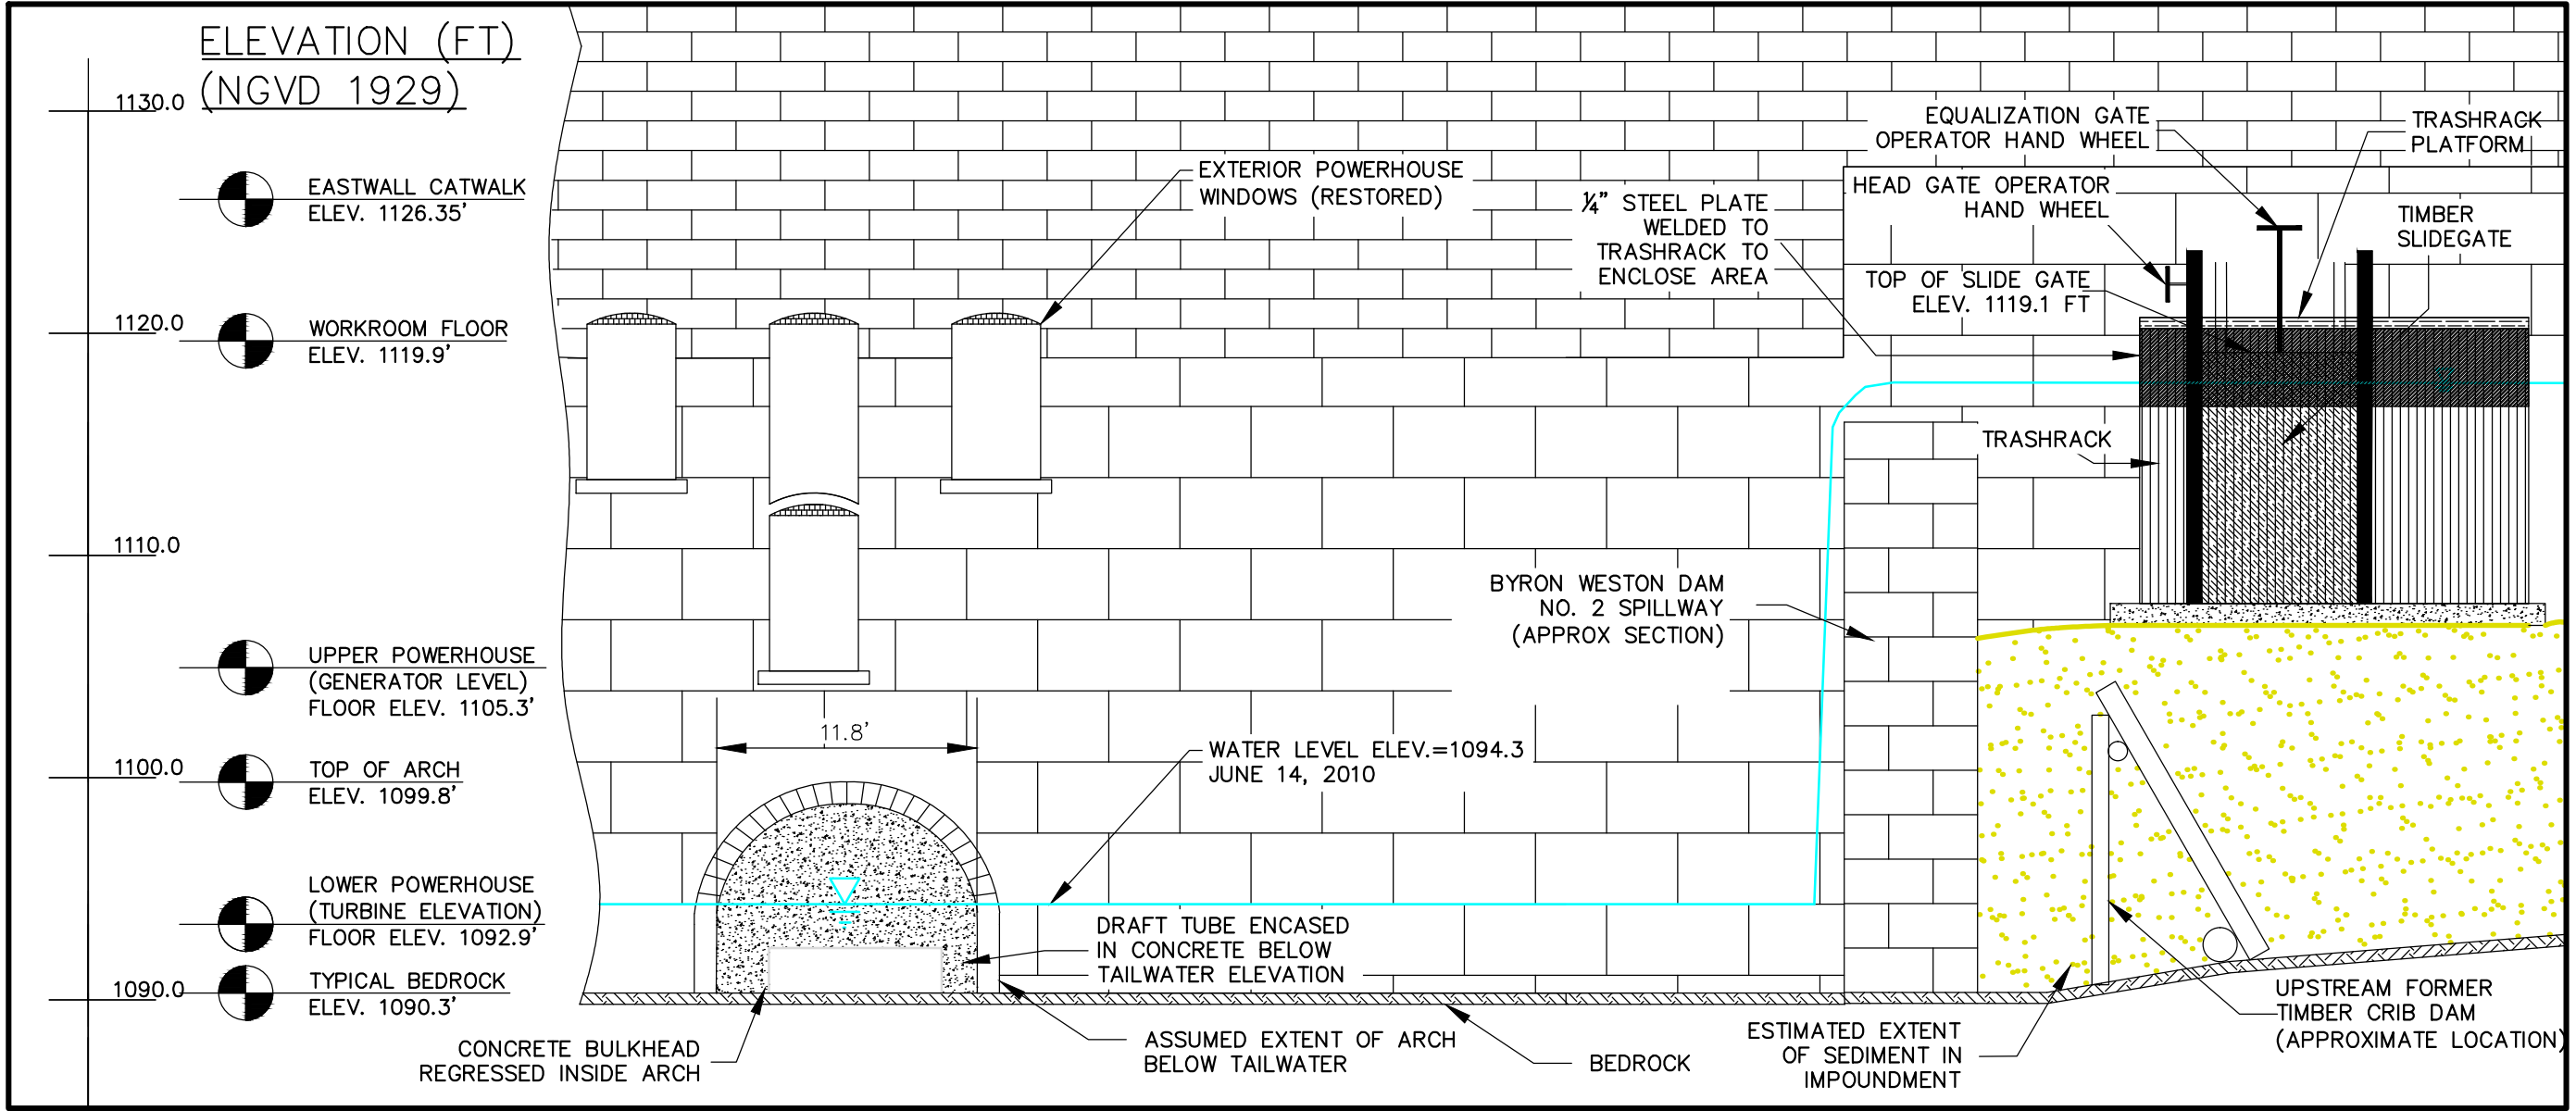 ELEVATION (FT)
(NGVD 1929)
1130.0
1120.0
1110.0
1100.0
1090.0
EASTWALL CATWALK
ELEV. 1126.35'
WORKROOM FLOOR
ELEV. 1119.9'
UPPER POWERHOUSE
(GENERATOR LEVEL)
FLOOR ELEV. 1105.3'
TOP OF ARCH
ELEV. 1099.8'
LOWER POWERHOUSE
(TURBINE ELEVATION)
FLOOR ELEV. 1092.9'
TYPICAL BEDROCK
ELEV. 1090.3'
EXTERIOR POWERHOUSE
WINDOWS (RESTORED)
¼" STEEL PLATE
WELDED TO
TRASHRACK TO
ENCLOSE AREA
EQUALIZATION GATE
OPERATOR HAND WHEEL
TRASHRACK
PLATFORM
HEAD GATE OPERATOR
HAND WHEEL
TIMBER
SLIDEGATE
TOP OF SLIDE GATE
ELEV. 1119.1 FT
TRASHRACK
BYRON WESTON DAM
NO. 2 SPILLWAY
(APPROX SECTION)
11.8'
WATER LEVEL ELEV.=1094.3
JUNE 14, 2010
DRAFT TUBE ENCASED
IN CONCRETE BELOW
TAILWATER ELEVATION
CONCRETE BULKHEAD
REGRESSED INSIDE ARCH
ASSUMED EXTENT OF ARCH
BELOW TAILWATER
BEDROCK
ESTIMATED EXTENT
OF SEDIMENT IN
IMPOUNDMENT
UPSTREAM FORMER
TIMBER CRIB DAM
(APPROXIMATE LOCATION)